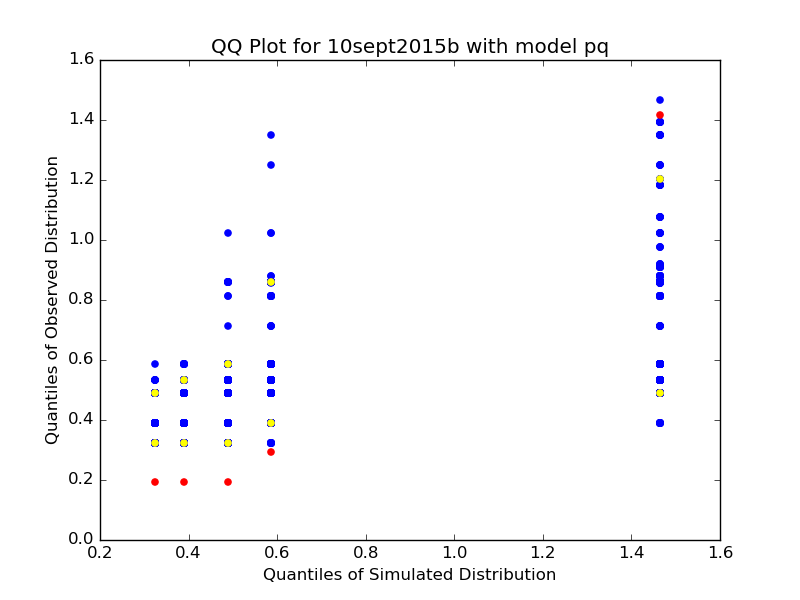 QQ Plot for 10sept2015b with model pq
1.6
1.4
1.2
1.0
0.8
0.6
0.4
0.2
0.0
Quantiles of Observed Distribution
0.2 0.4 0.6 0.8 1.0 1.2 1.4 1.6
Quantiles of Simulated Distribution